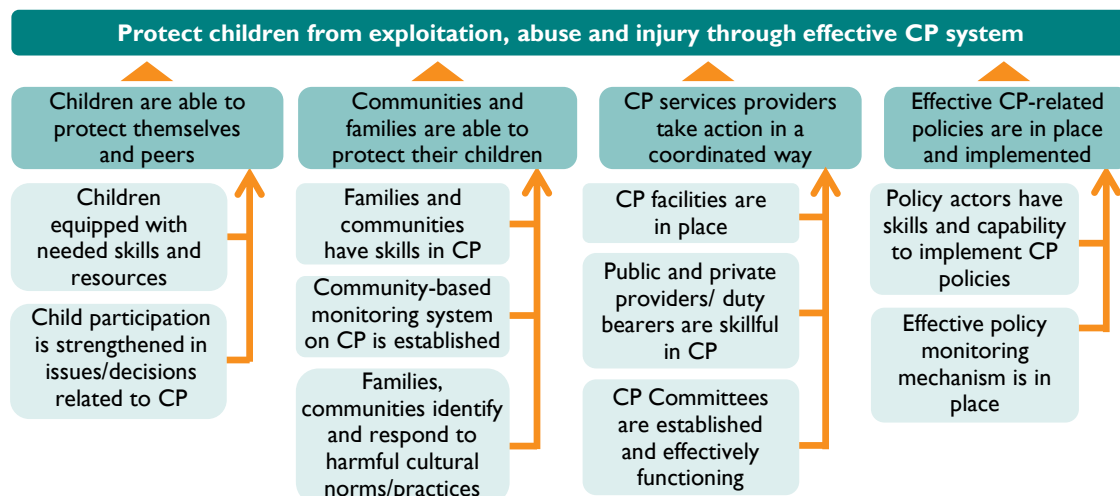 Protect children from exploitation, abuse and injury through effective CP system
Children are able to
protect themselves
and peers
Children
equipped with
needed skills and
resources
Child participation
is strengthened in
issues/decisions
related to CP
Communities and
families are able to
protect their children
Families and
communities
have skills in CP
Community-based
monitoring system
on CP is established
Families,
communities identify
and respond to
harmful cultural
norms/practices
CP services providers
take action in a
coordinated way
CP facilities are
in place
Public and private
providers/ duty
bearers are skillful
in CP
CP Committees
are established
and effectively
functioning
Effective CP-related
policies are in place
and implemented
Policy actors have
skills and capability
to implement CP
policies
Effective policy
monitoring
mechanism is in
place